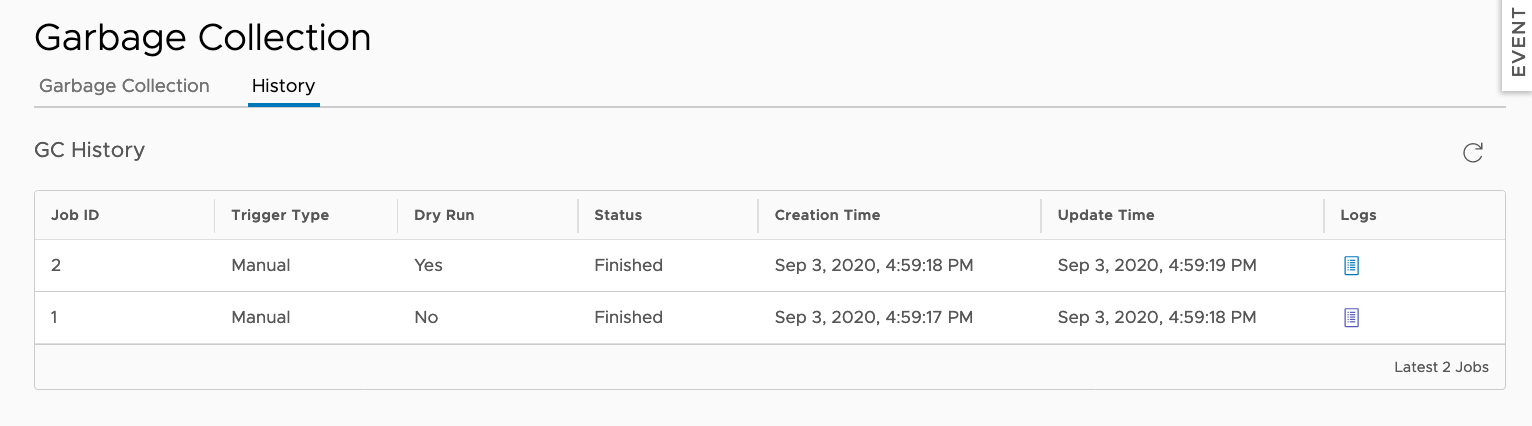 Garbage Collection
EVENT
Garbage Collection History
GC History
Job ID Trigger Type Dry Run Status Creation Time Update Time Logs
2 Manual Yes Finished Sep 3, 2020, 4:59:18 PM Sep 3, 2020, 4:59:19 PM
1 Manual No Finished Sep 3, 2020, 4:59:17 PM Sep 3, 2020, 4:59:18 PM
Latest 2 Jobs